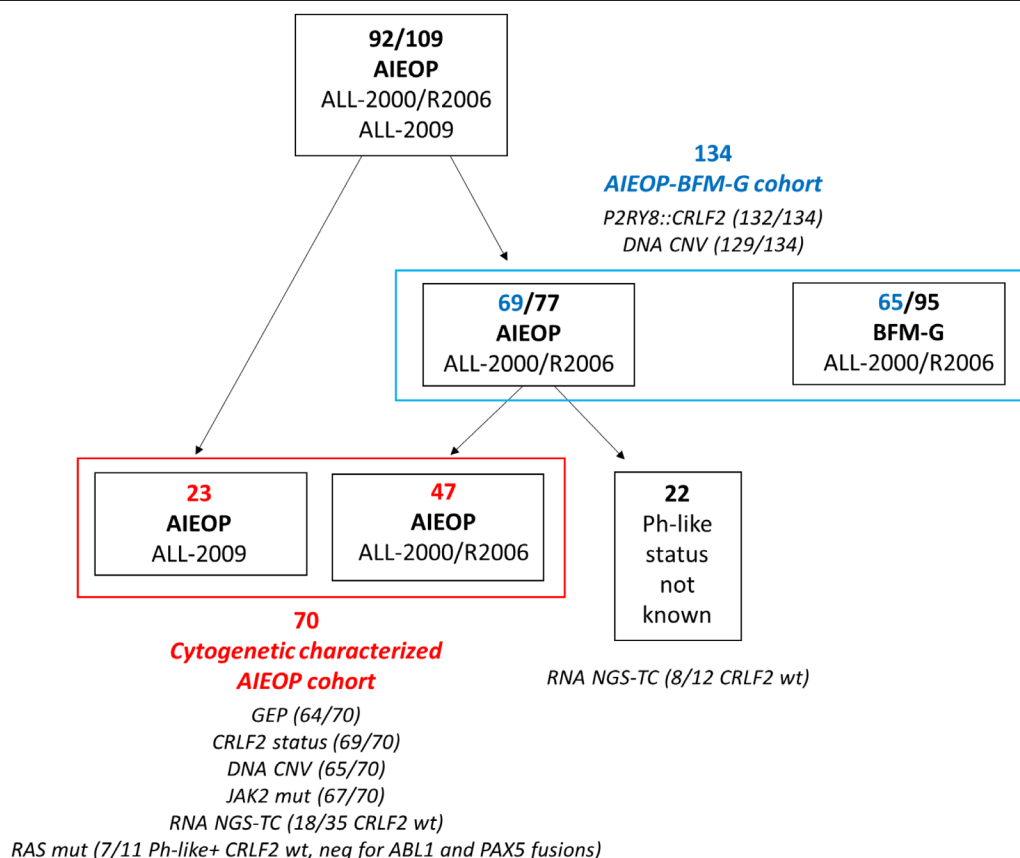 92/109
AIEOP
ALL-2000/R2006
ALL-2009
134
AIEOP-BFM-G cohort
P2RY8::CRLF2 (132/134)
DNA CNV (129/134)
69/77
AIEOP
ALL-2000/R2006
65/95
BFM-G
ALL-2000/R2006
23
AIEOP
ALL-2009
47
AIEOP
ALL-2000/R2006
22
Ph-like
status
not
known
70
Cytogenetic characterized
AIEOP cohort
GEP (64/70)
CRLF2 status (69/70)
DNA CNV (65/70)
JAK2 mut (67/70)
RNA NGS-TC (18/35 CRLF2 wt)
RAS mut (7/11 Ph-like+ CRLF2 wt, neg for ABL1 and PAX5 fusions)
RNA NGS-TC (8/12 CRLF2 wt)